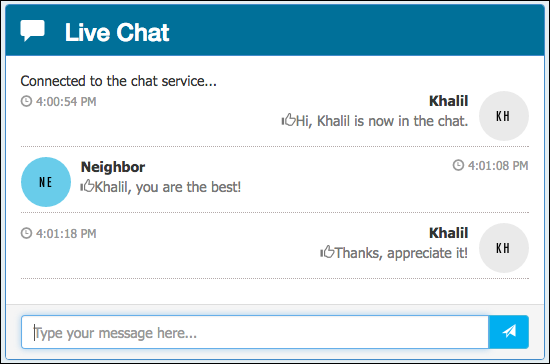 Live Chat
Connected to the chat service...
4:00:54 PM Khalil
Hi, Khalil is now in the chat.
KH
NE
Neighbor 4:01:08 PM
Khalil, you are the best!
4:01:18 PM Khalil
Thanks, appreciate it!
KH
Type your message here...